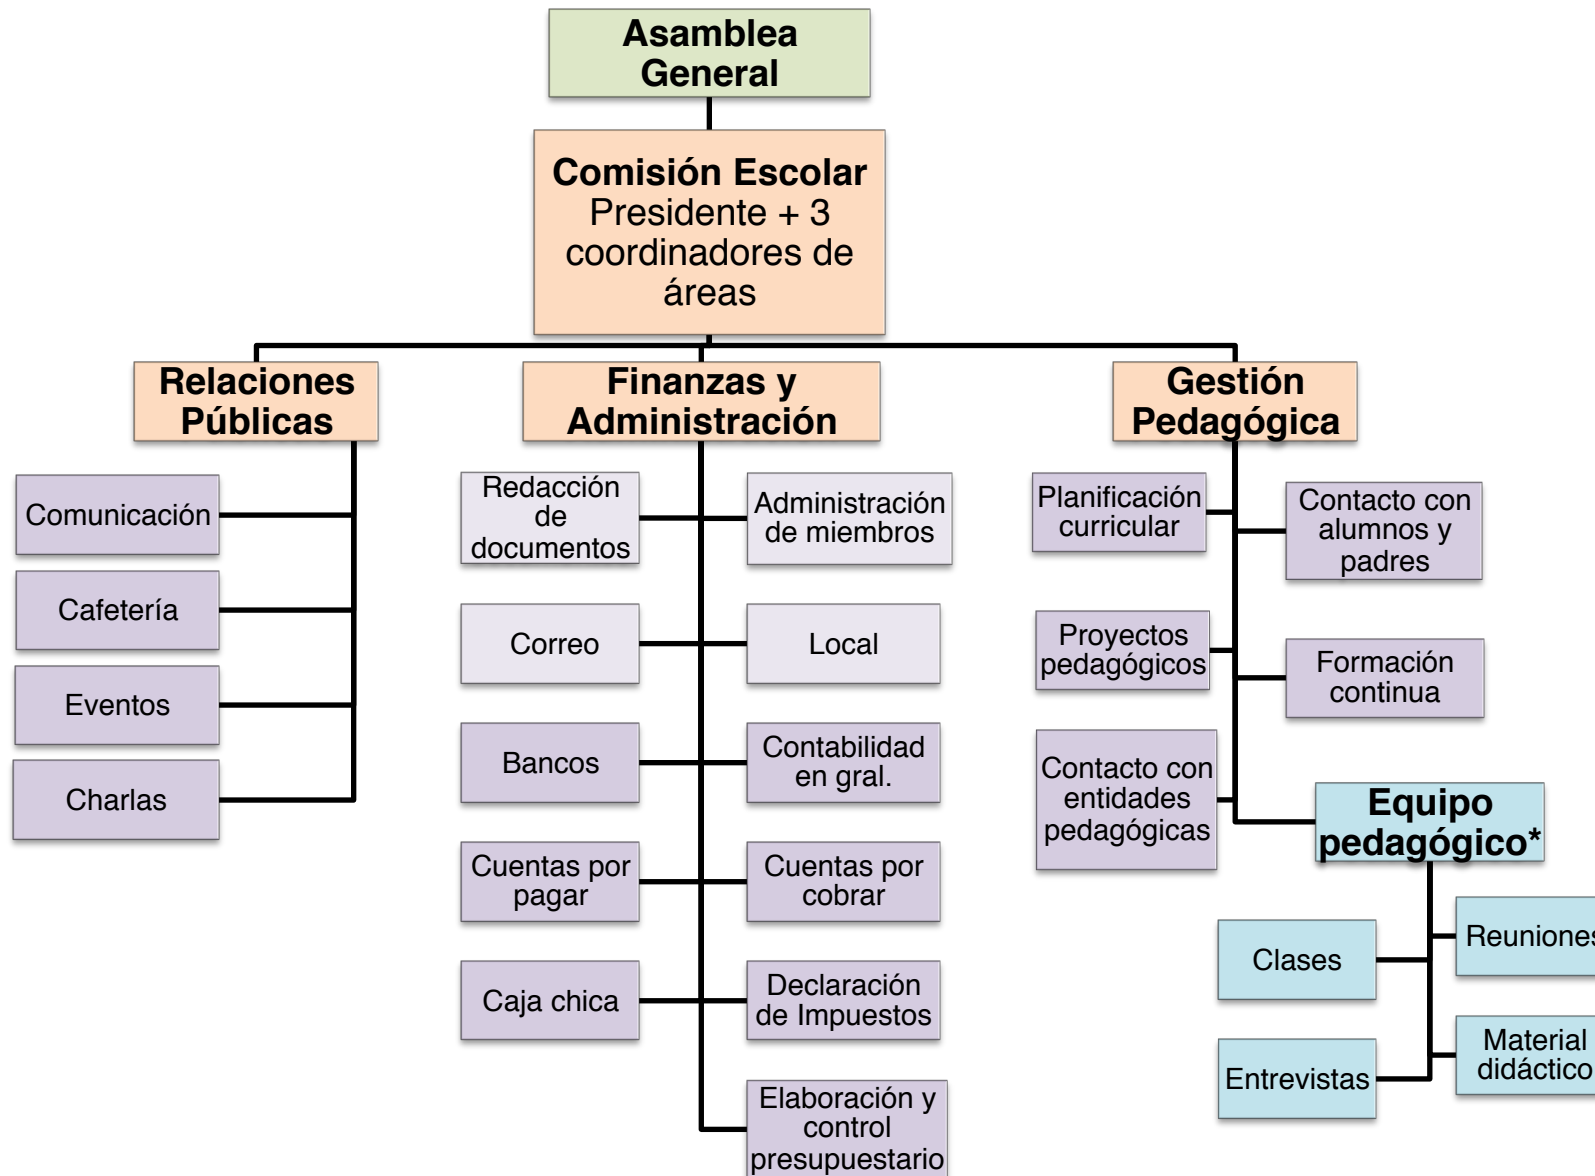 Asamblea
General
Comisión Escolar
Presidente + 3
coordinadores de
áreas
Relaciones
Públicas
Comunicación
Cafetería
Eventos
Charlas
Finanzas y
Administración
Redacción
de
documentos
Administración
de miembros
Correo
Local
Bancos
Contabilidad
en gral.
Cuentas por
pagar
Cuentas por
cobrar
Caja chica
Declaración
de Impuestos
Elaboración y
control
presupuestario
Gestión
Pedagógica
Planificación
curricular
Contacto con
alumnos y
padres
Proyectos
pedagógicos
Formación
continua
Contacto con
entidades
pedagógicas
Equipo
pedagógico*
Clases
Reuniones
Entrevistas
Material
didáctico